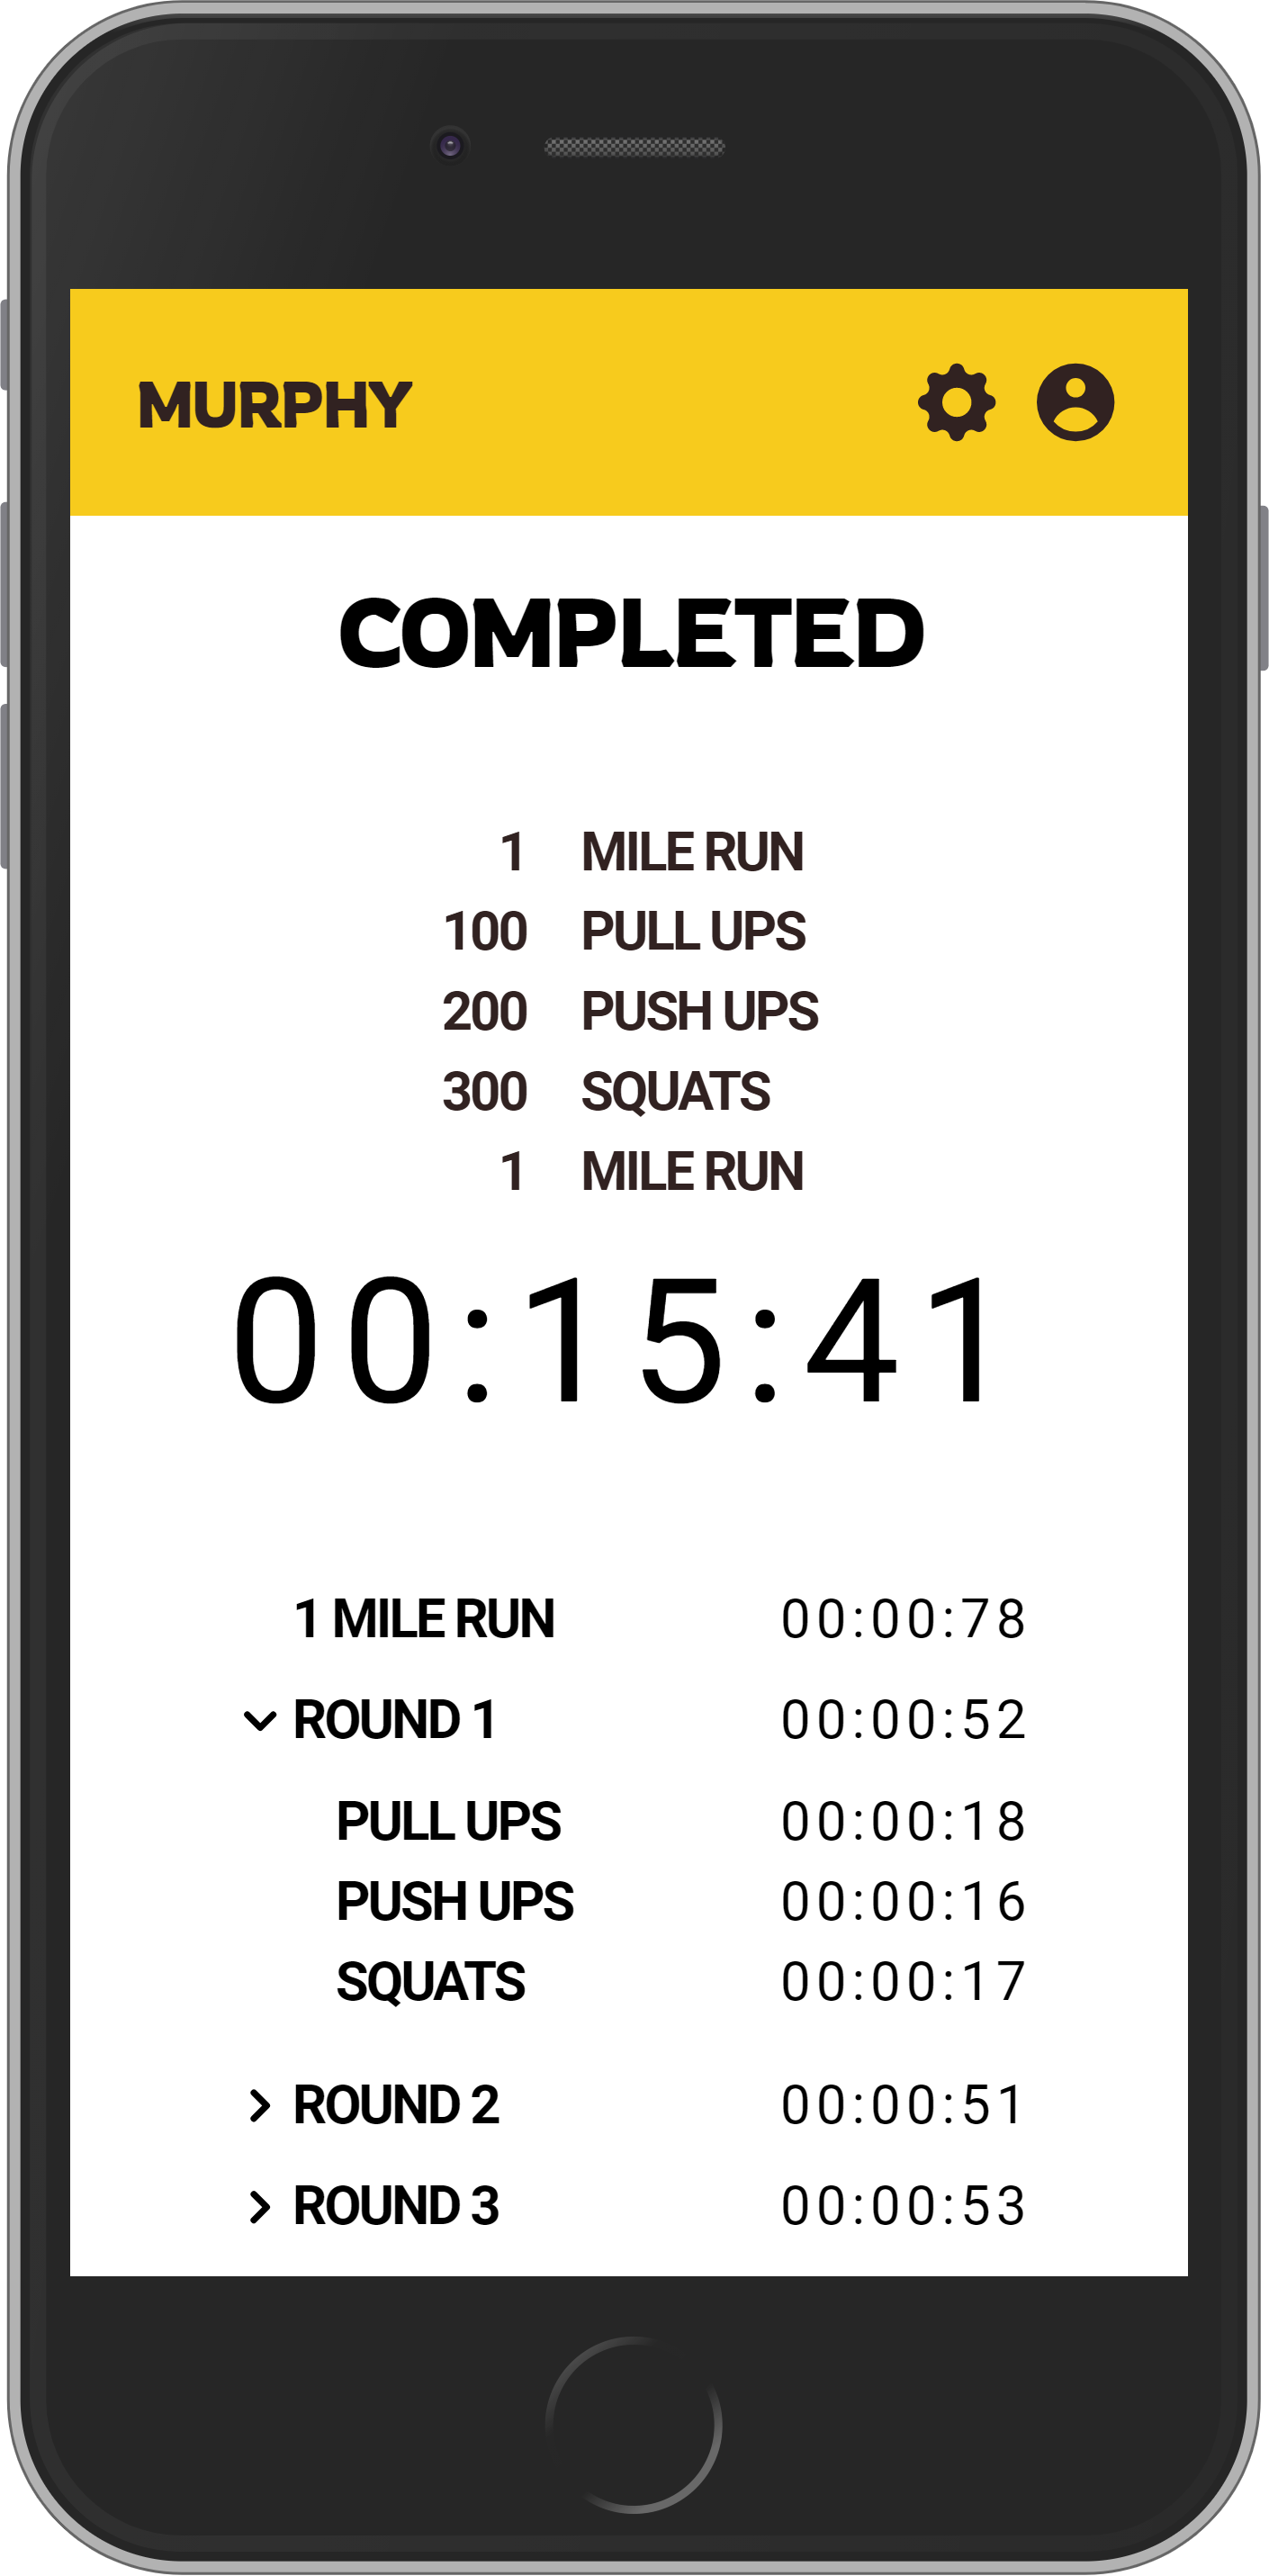 MURPHY
COMPLETED
1 MILE RUN
100 PULL UPS
200 PUSH UPS
300 SQUATS
1 MILE RUN
00:15:41
1 MILE RUN 00:00:78
ROUND 1 00:00:52
PULL UPS 00:00:18
PUSH UPS 00:00:16
SQUATS 00:00:17
ROUND 2 00:00:51
ROUND 3 00:00:53